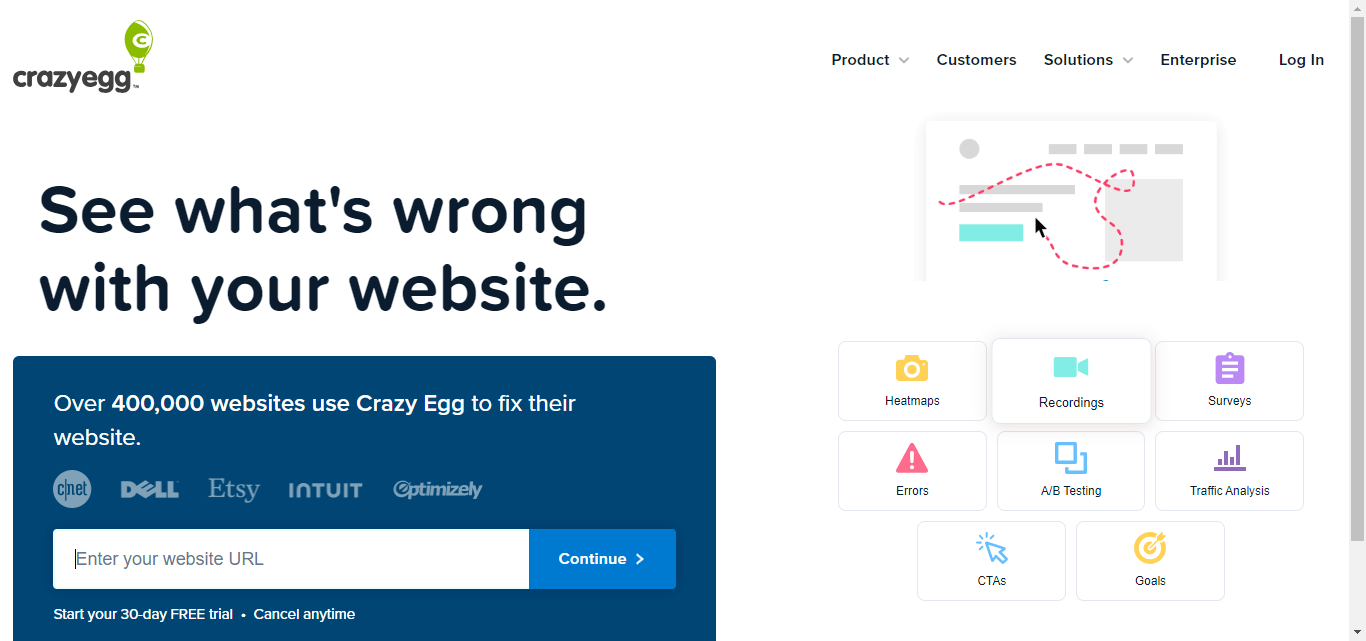 crazyegg™
Product
Customers
Solutions
Enterprise
Log In
See what's wrong
with your website.
Over 400,000 websites use Crazy Egg to fix their
website.
c|net
DELL
Etsy
INTUIT
Optimizely
Enter your website URL
Continue
Start your 30-day FREE trial • Cancel anytime
Heatmaps
Recordings
Surveys
Errors
A/B Testing
Traffic Analysis
CTAs
Goals